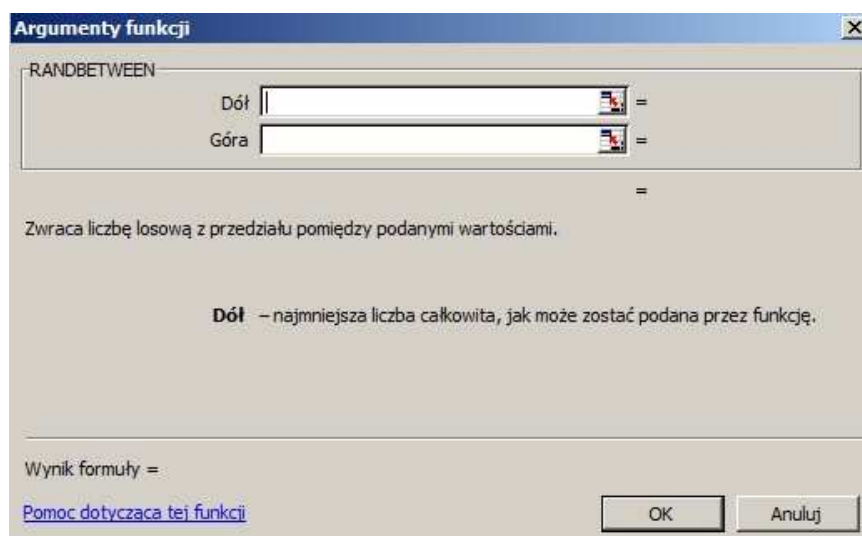 Argumenty funkcji
RANDBETWEEN
Dół =
Góra =
=
Zwraca liczbę losową z przedziału pomiędzy podanymi wartościami.
Dół – najmniejsza liczba całkowita, jak może zostać podana przez funkcję.
Wynik formuły =
Pomoc dotycząca tej funkcji
OK Anuluj